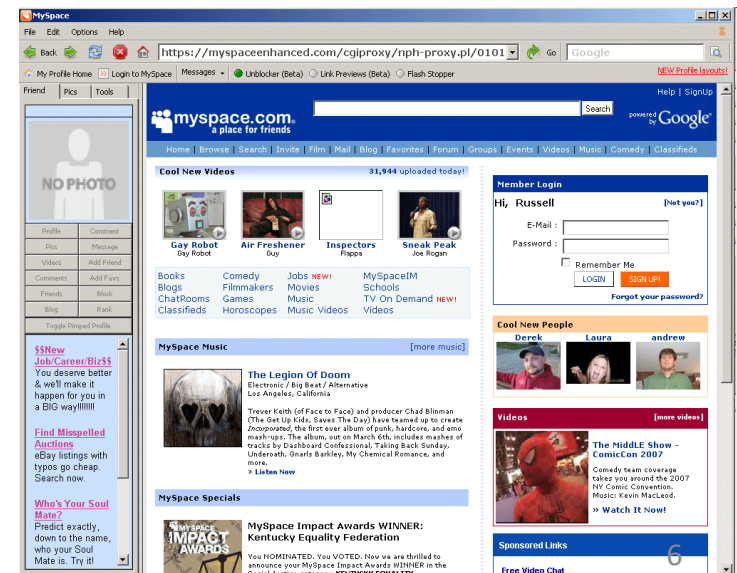 MySpace
File Edit Options Help
Back https://myspaceenhanced.com/cgiproxy/nph-proxy.pl/0101 Go Google
My Profile Home Login to MySpace Messages Unblocker (Beta) Link Previews (Beta) Flash Stopper NEW Profile layouts!
Friend Pics Tools
NO PHOTO
Profile Comment
Pics Message
Videos Add Friend
Comments Add Favs
Friends Block
Blog Rank
Toggle Pimped Profile
$$New
Job/Career/Biz$$
You deserve better
& we'll make it
happen for you in
a BIG way!!!!!!!!!
Find Misspelled
Auctions
eBay listings with
typos go cheap.
Search now.
Who's Your Soul
Mate?
Predict exactly,
down to the name,
who your Soul
Mate is. Try it!
Help | SignUp
myspace.com.
a place for friends
Search
powered by Google
Home | Browse | Search | Invite | Film | Mail | Blog | Favorites | Forum | Groups | Events | Videos | Music | Comedy | Classifieds
Cool New Videos 31,944 uploaded today!
Gay Robot Air Freshener Inspectors Sneak Peak
Gay Robot Guy Flappa Joe Rogan
Books Comedy Jobs NEW! MySpaceIM
Blogs Filmmakers Movies Schools
ChatRooms Games Music TV On Demand NEW!
Classifieds Horoscopes Music Videos Videos
MySpace Music [more music]
The Legion Of Doom
Electronic / Big Beat / Alternative
Los Angeles, California
Trever Keith (of Face to Face) and producer Chad Blinman
(The Get Up Kids, Saves The Day) have teamed up to create
Incorporated, the first ever album of punk, hardcore, and emo
mash-ups. The album, out on March 6th, includes mashes of
tracks by Dashboard Confessional, Taking Back Sunday,
Underoath, Gnarls Barkley, My Chemical Romance, and
more.
» Listen Now
MySpace Specials
MYSPACE
IMPACT
AWARDS
MySpace Impact Awards WINNER:
Kentucky Equality Federation
You NOMINATED. You VOTED. Now we are thrilled to
announce your MySpace Impact Awards WINNER in the
Social Justice category: KENTUCKY EQUALITY
Member Login
Hi, Russell [Not you?]
E-Mail :
Password :
Remember Me
LOGIN SIGN UP!
Forgot your password?
Cool New People
Derek Laura andrew
Videos [more videos]
The MiddLE Show -
ComicCon 2007
Comedy team coverage
takes you around the 2007
NY Comic Convention.
Music: Kevin MacLeod.
» Watch It Now!
Sponsored Links
Free Video Chat
6